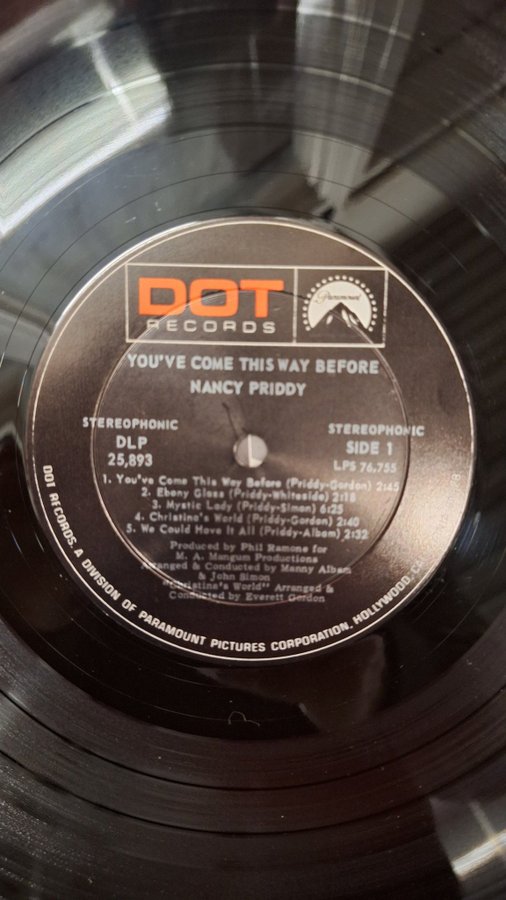 DOT
RECORDS
Paramount
YOU'VE COME THIS WAY BEFORE
NANCY PRIDDY
STEREOPHONIC
DLP
25,893
STEREOPHONIC
SIDE 1
LPS 76,755
1. You've Come This Way Before (Priddy-Gordon) 2:45
2. Ebony Glass (Priddy-Whiteside) 2:18
3. Mystic Lady (Priddy-Simon) 6:25
4. Christina's World (Priddy-Gordon) 2:40
5. We Could Have It All (Priddy-Albam) 2:32
Produced by Phil Ramone for
M. A. Mangum Productions
Arranged & Conducted by Manny Albam
& John Simon
"Christine's World" Arranged &
Conducted by Everett Gordon
DOT RECORDS, A DIVISION OF PARAMOUNT PICTURES CORPORATION, HOLLYWOOD,